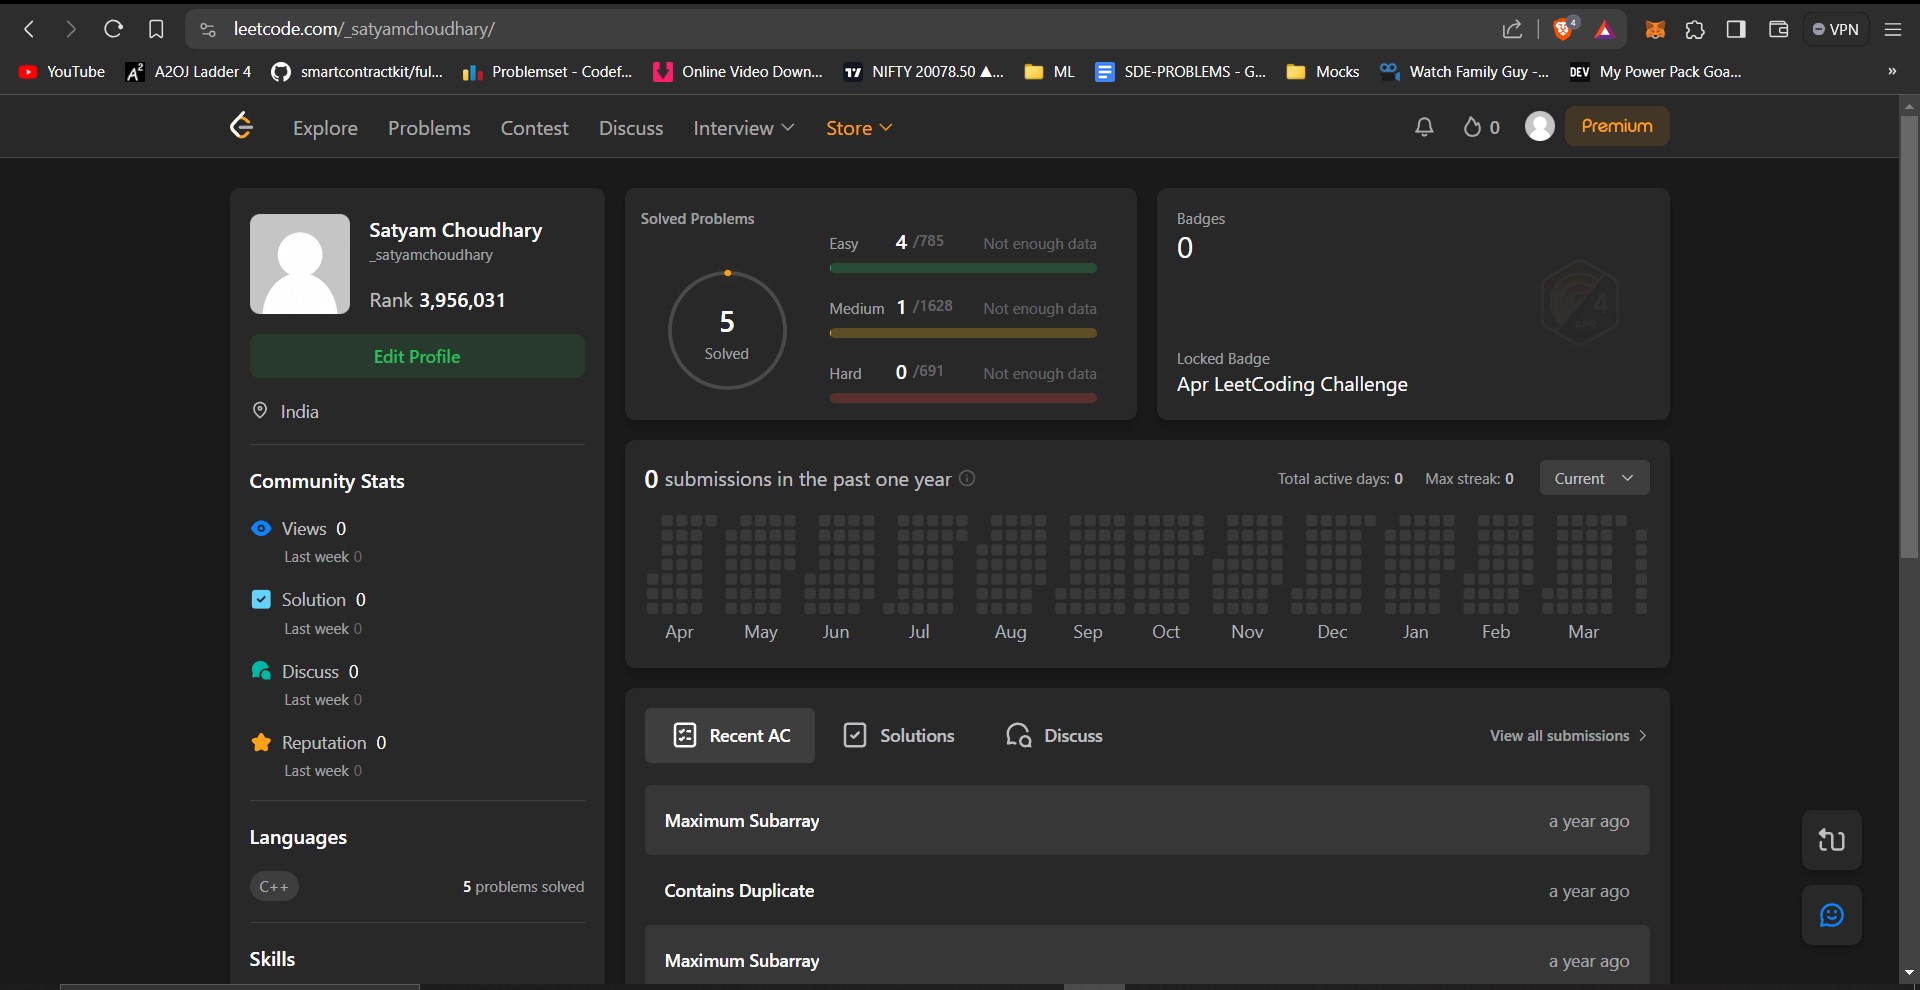 leetcode.com/_satyamchoudhary/
4
VPN
YouTube
A2OJ Ladder 4
smartcontractkit/ful...
Problemset - Codef...
Online Video Down...
NIFTY 20078.50 ▲...
ML
SDE-PROBLEMS - G...
Mocks
Watch Family Guy -...
DEV
My Power Pack Goa...
»
Explore
Problems
Contest
Discuss
Interview
Store
0
Premium
Satyam Choudhary
_satyamchoudhary
Rank 3,956,031
Edit Profile
India
Community Stats
Views 0
Last week 0
Solution 0
Last week 0
Discuss 0
Last week 0
Reputation 0
Last week 0
Languages
C++
5 problems solved
Skills
Solved Problems
5
Solved
Easy 4 /785 Not enough data
Medium 1 /1628 Not enough data
Hard 0 /691 Not enough data
Badges
0
4
APR
Locked Badge
Apr LeetCoding Challenge
0 submissions in the past one year
Total active days: 0
Max streak: 0
Current
Apr May Jun Jul Aug Sep Oct Nov Dec Jan Feb Mar
Recent AC
Solutions
Discuss
View all submissions
Maximum Subarray a year ago
Contains Duplicate a year ago
Maximum Subarray a year ago